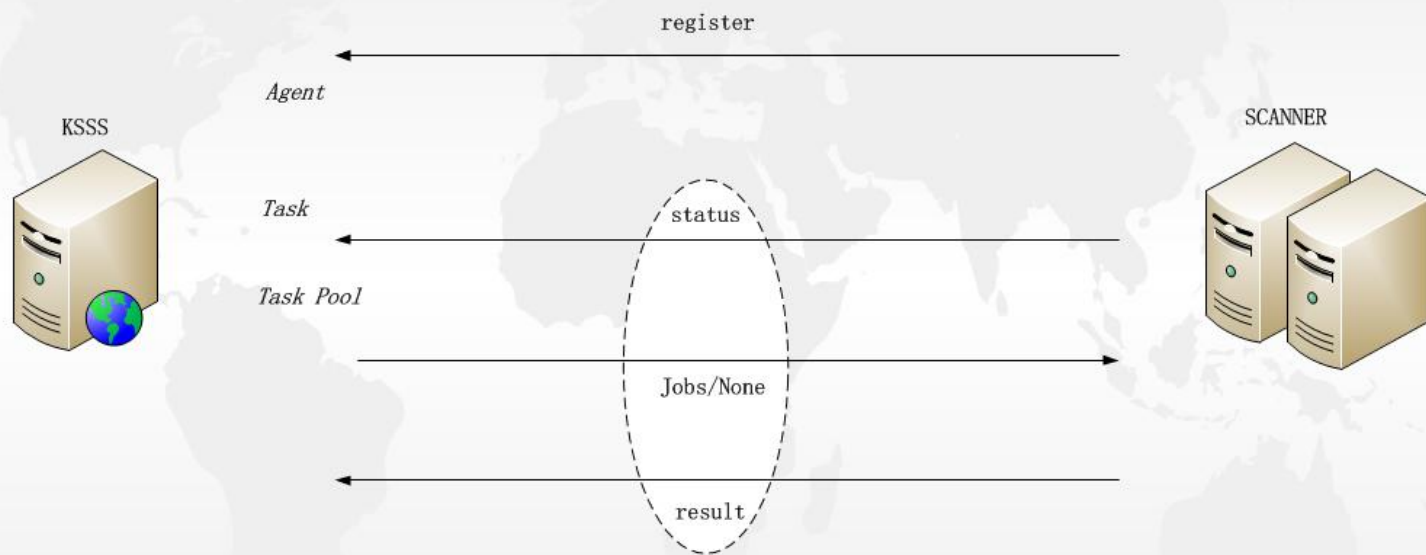 register
Agent
KSSS
SCANNER
Task
status
Task Pool
Jobs/None
result